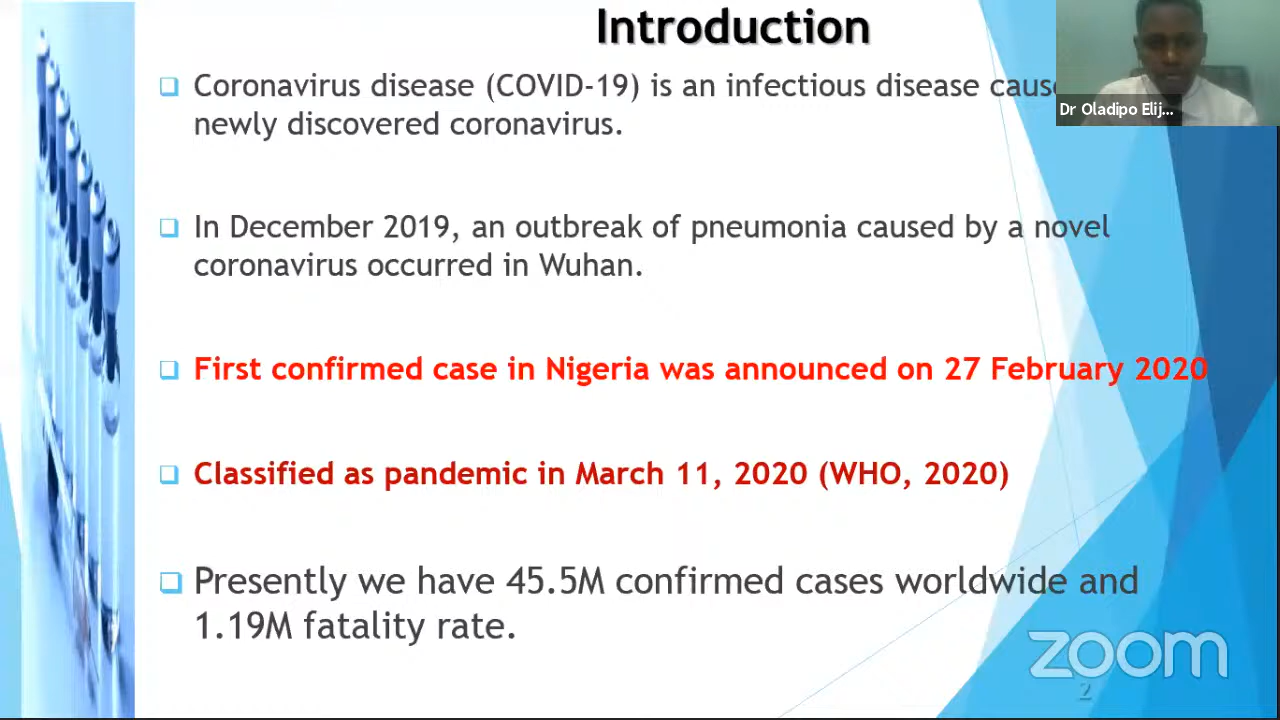 Introduction
Coronavirus disease (COVID-19) is an infectious disease
newly discovered coronavirus.
In December 2019, an outbreak of pneumonia caused by a novel
coronavirus occurred in Wuhan.
First confirmed case in Nigeria was announced on 27 February 2020
Classified as pandemic in March 11, 2020 (WHO, 2020)
Presently we have 45.5M confirmed cases worldwide and
1.19M fatality rate.
Dr Oladipo Elij...
zoom
2